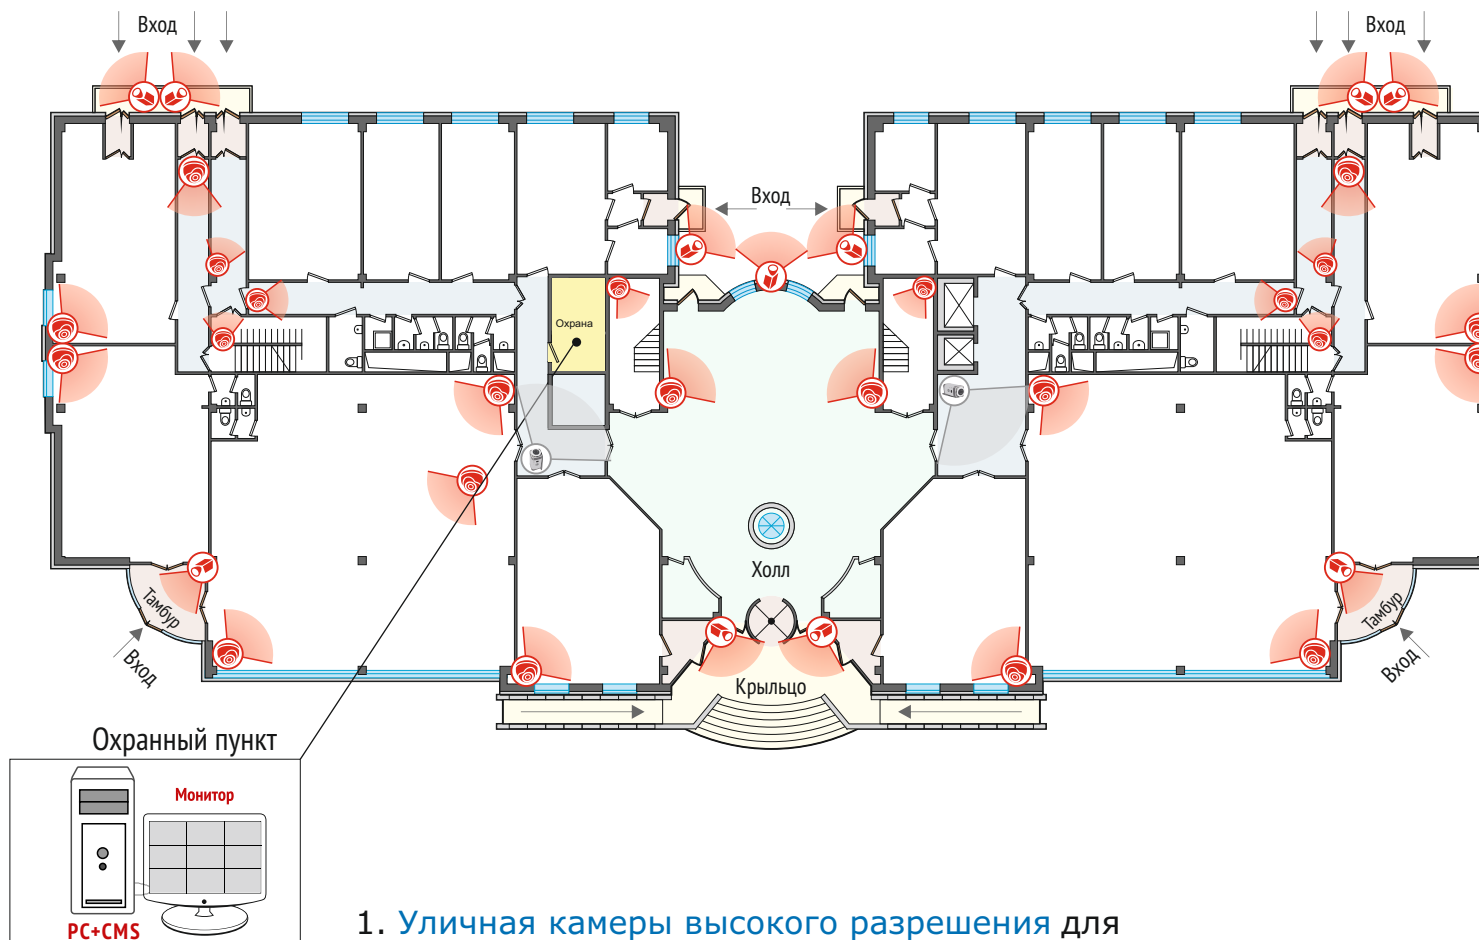 Вход
Вход
Вход
Охрана
Холл
Тамбур
Тамбур
Вход
Вход
Крыльцо
Охранный пункт
Монитор
PC+CMS
1. Уличная камеры высокого разрешения для